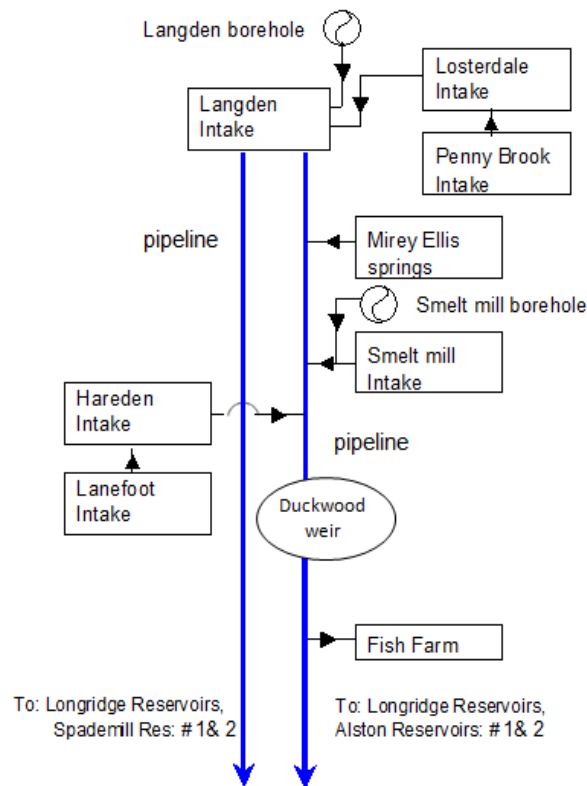 Langden borehole
Losterdale
Intake
Langden
Intake
Penny Brook
Intake
pipeline
Mirey Ellis
springs
Smelt mill borehole
Smelt mill
Intake
Hareden
Intake
pipeline
Lanefoot
Intake
Duckwood
weir
Fish Farm
To: Longridge Reservoirs,
Spademill Res: # 1& 2
To: Longridge Reservoirs,
Alston Reservoirs: # 1& 2